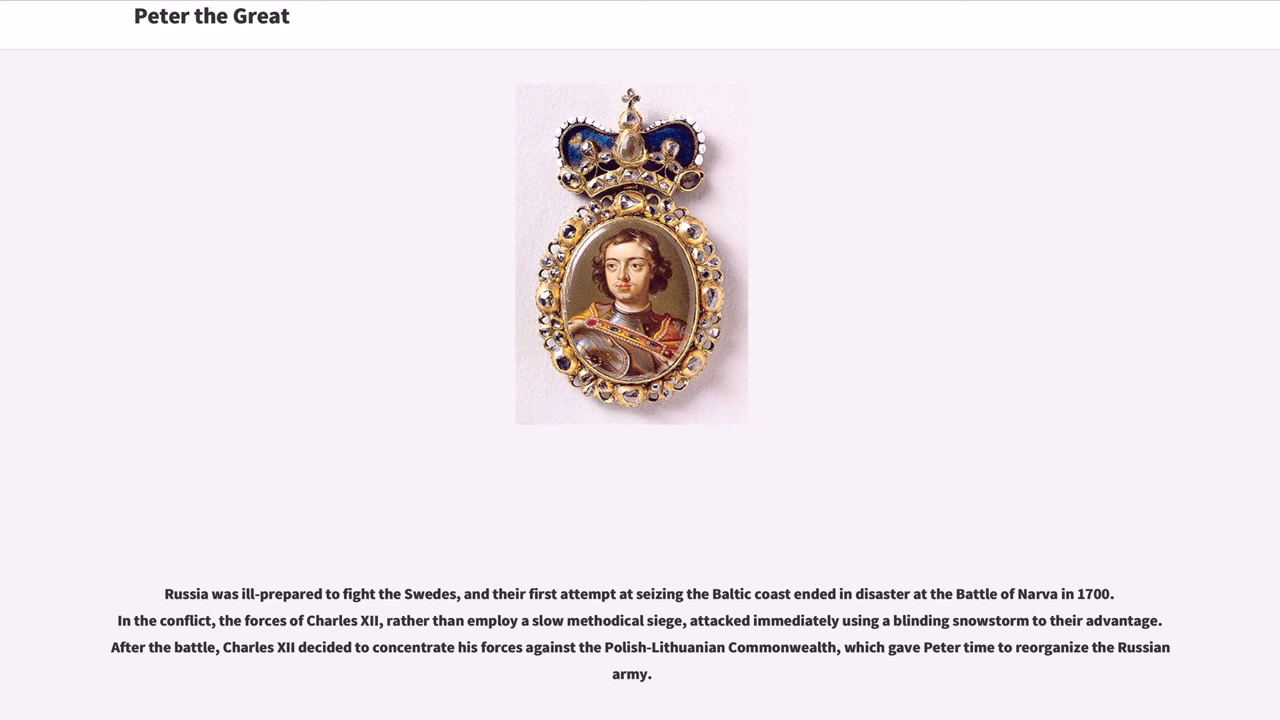 Peter the Great
Russia was ill-prepared to fight the Swedes, and their first attempt at seizing the Baltic coast ended in disaster at the Battle of Narva in 1700.
In the conflict, the forces of Charles XII, rather than employ a slow methodical siege, attacked immediately using a blinding snowstorm to their advantage.
After the battle, Charles XII decided to concentrate his forces against the Polish-Lithuanian Commonwealth, which gave Peter time to reorganize the Russian
army.